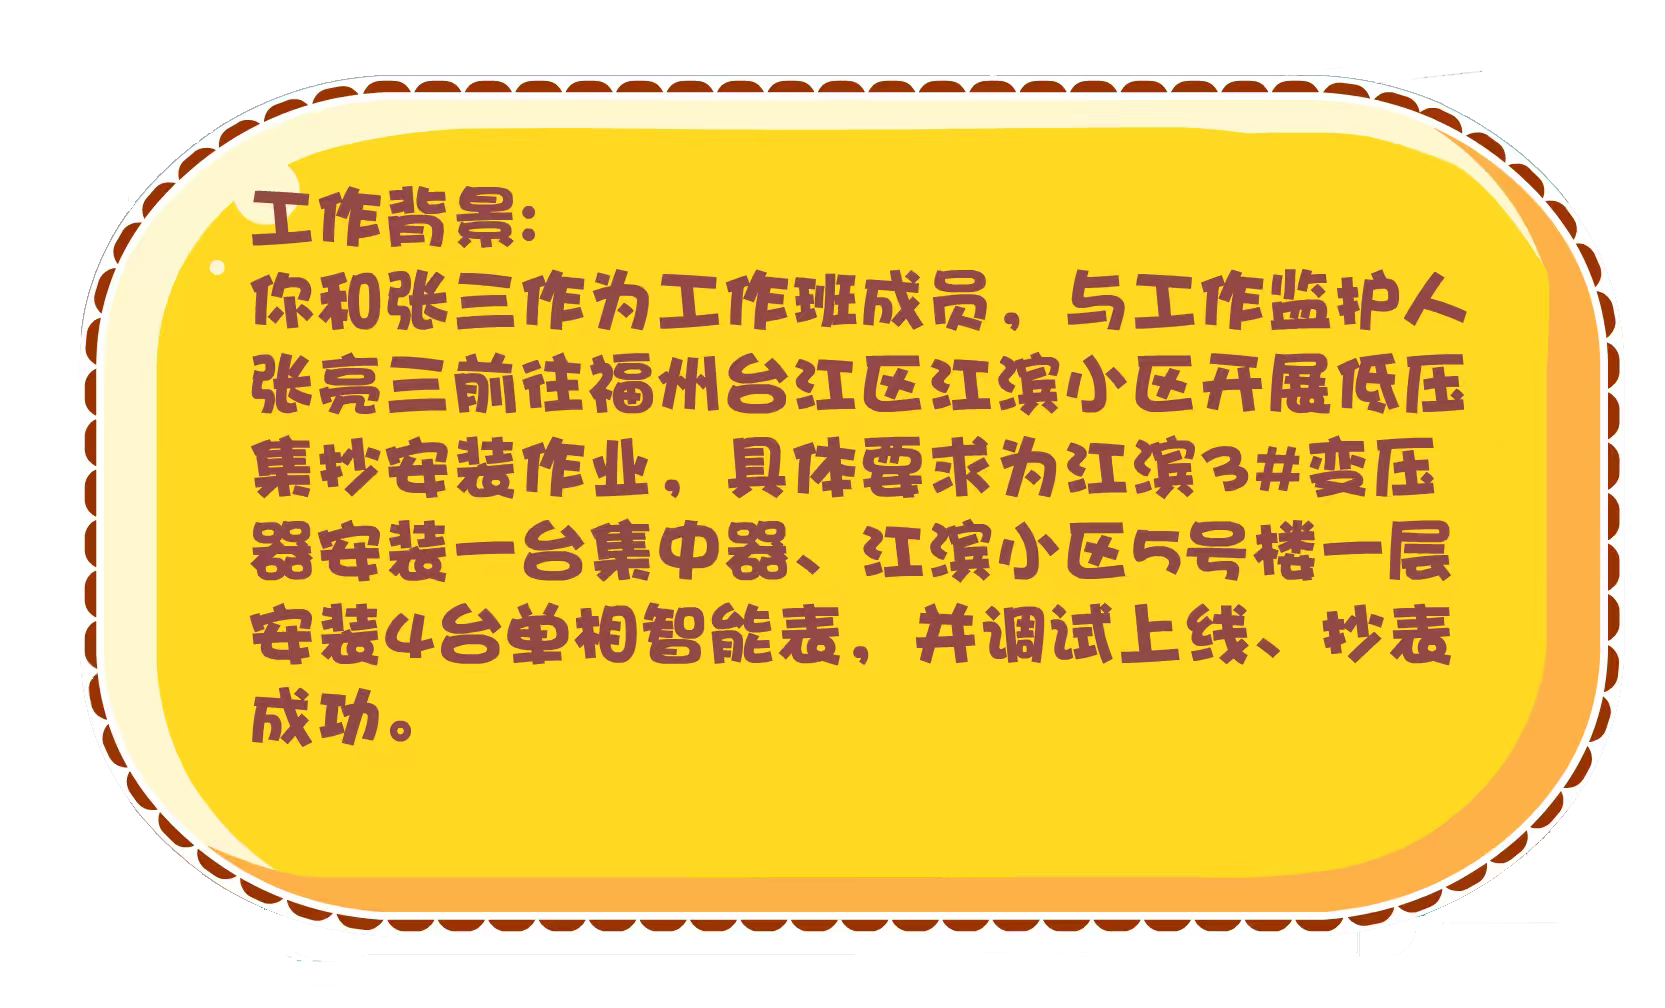 工作背景:
你和张三作为工作班成员，与工作监护人
张亮三前往福州台江区江滨小区开展低压
集抄安装作业，具体要求为江滨3#变压
器安装一台集中器、江滨小区5号楼一层
安装4台单相智能表，并调试上线、抄表
成功。